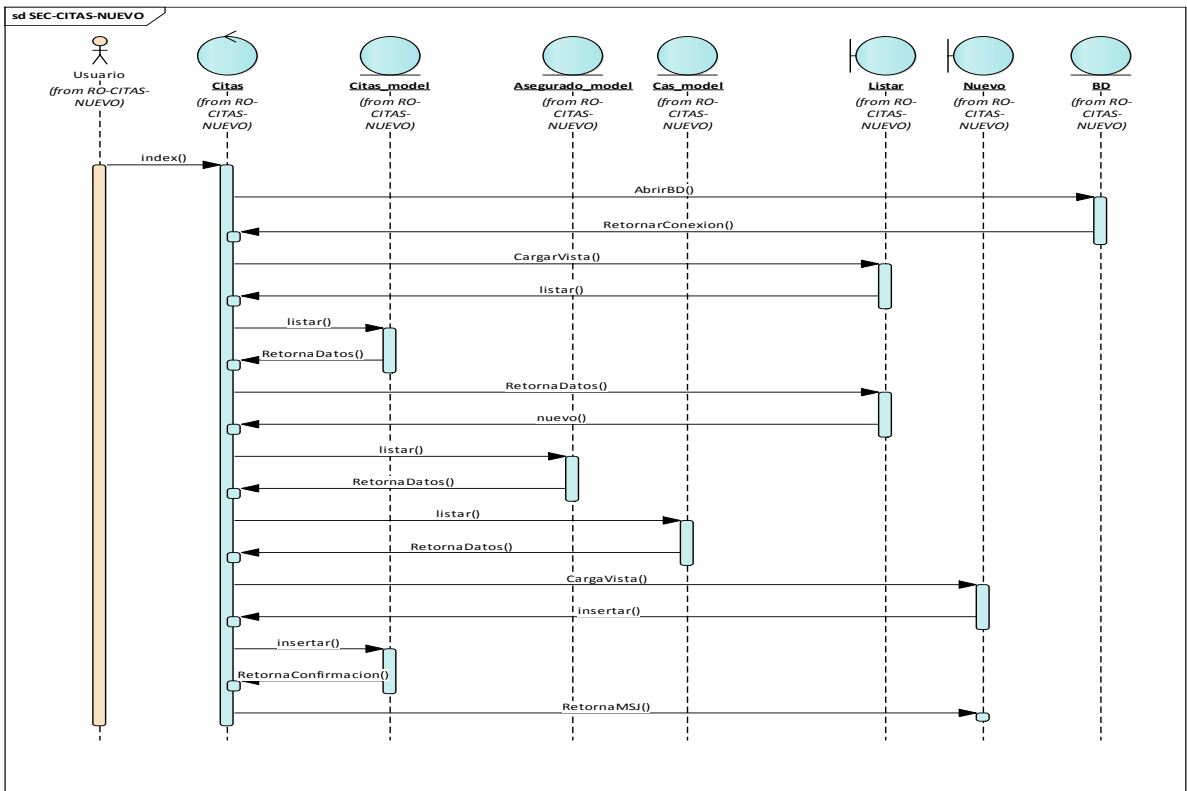 sd SEC-CITAS-NUEVO
Usuario
(from RO-CITAS-
NUEVO)
Citas
(from RO-
CITAS-
NUEVO)
Citas_model
(from RO-
CITAS-
NUEVO)
Asegurado_model
(from RO-
CITAS-
NUEVO)
Cas_model
(from RO-
CITAS-
NUEVO)
Listar
(from RO-
CITAS-
NUEVO)
Nuevo
(from RO-
CITAS-
NUEVO)
BD
(from RO-
CITAS-
NUEVO)
index()
AbrirBD()
RetornarConexion()
CargarVista()
listar()
listar()
RetornaDatos()
RetornaDatos()
nuevo()
listar()
RetornaDatos()
listar()
RetornaDatos()
CargaVista()
insertar()
insertar()
RetornaConfirmacion()
RetornaMSJ()